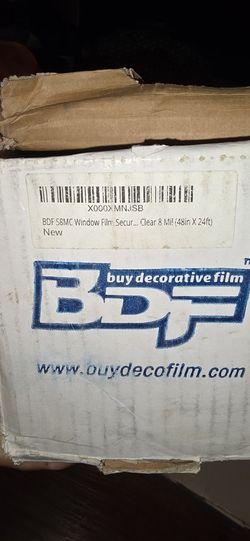 X000XMNJSB
BDF S8MC Window Film Secur... Clear 8 Mil (48in X 24ft)
New
TM
buy decorative film
BDF
www.buydecofilm.com